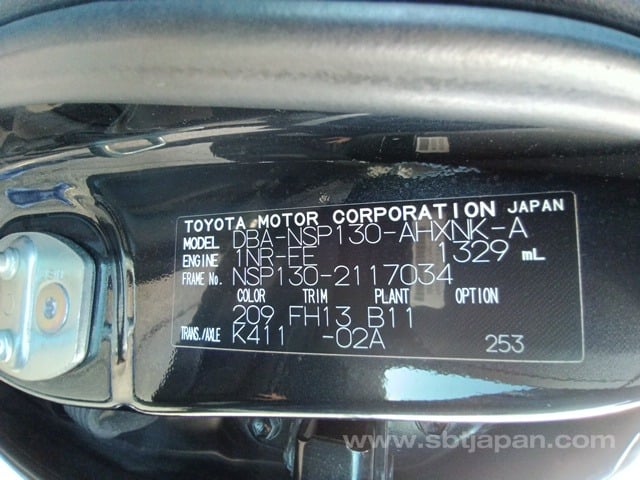 TOYOTA MOTOR CORPORATION JAPAN
MODEL DBA-NSP130-AHXNK-A
ENGINE 1NR-FE 1329 mL
FRAME No. NSP130-2117034
COLOR TRIM PLANT OPTION
209 FH13 B11
TRANS./AXLE K411 -02A 253
www.sbtjapan.com